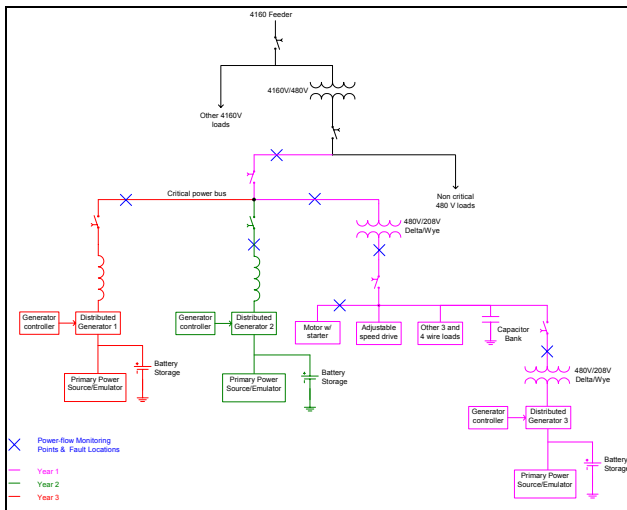 4160 Feeder
4160V/480V
Other 4160V
loads
Non critical
480 V loads
Critical power bus
480V/208V
Delta/Wye
Generator
controller
Distributed
Generator 1
Generator
controller
Distributed
Generator 2
Motor w/
starter
Adjustable
speed drive
Other 3 and
4 wire loads
Capacitor
Bank
Battery
Storage
Primary Power
Source/Emulator
Battery
Storage
Primary Power
Source/Emulator
480V/208V
Delta/Wye
Generator
controller
Distributed
Generator 3
Battery
Storage
Primary Power
Source/Emulator
Power-flow Monitoring
Points & Fault Locations
Year 1
Year 2
Year 3